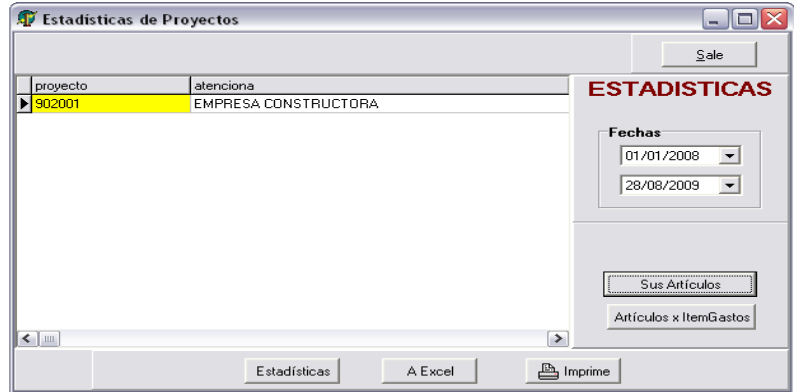 Estadísticas de Proyectos
Sale
proyecto atenciona
902001 EMPRESA CONSTRUCTORA
ESTADISTICAS
Fechas
01/01/2008
28/08/2009
Sus Artículos
Artículos x ItemGastos
Estadísticas A Excel Imprime